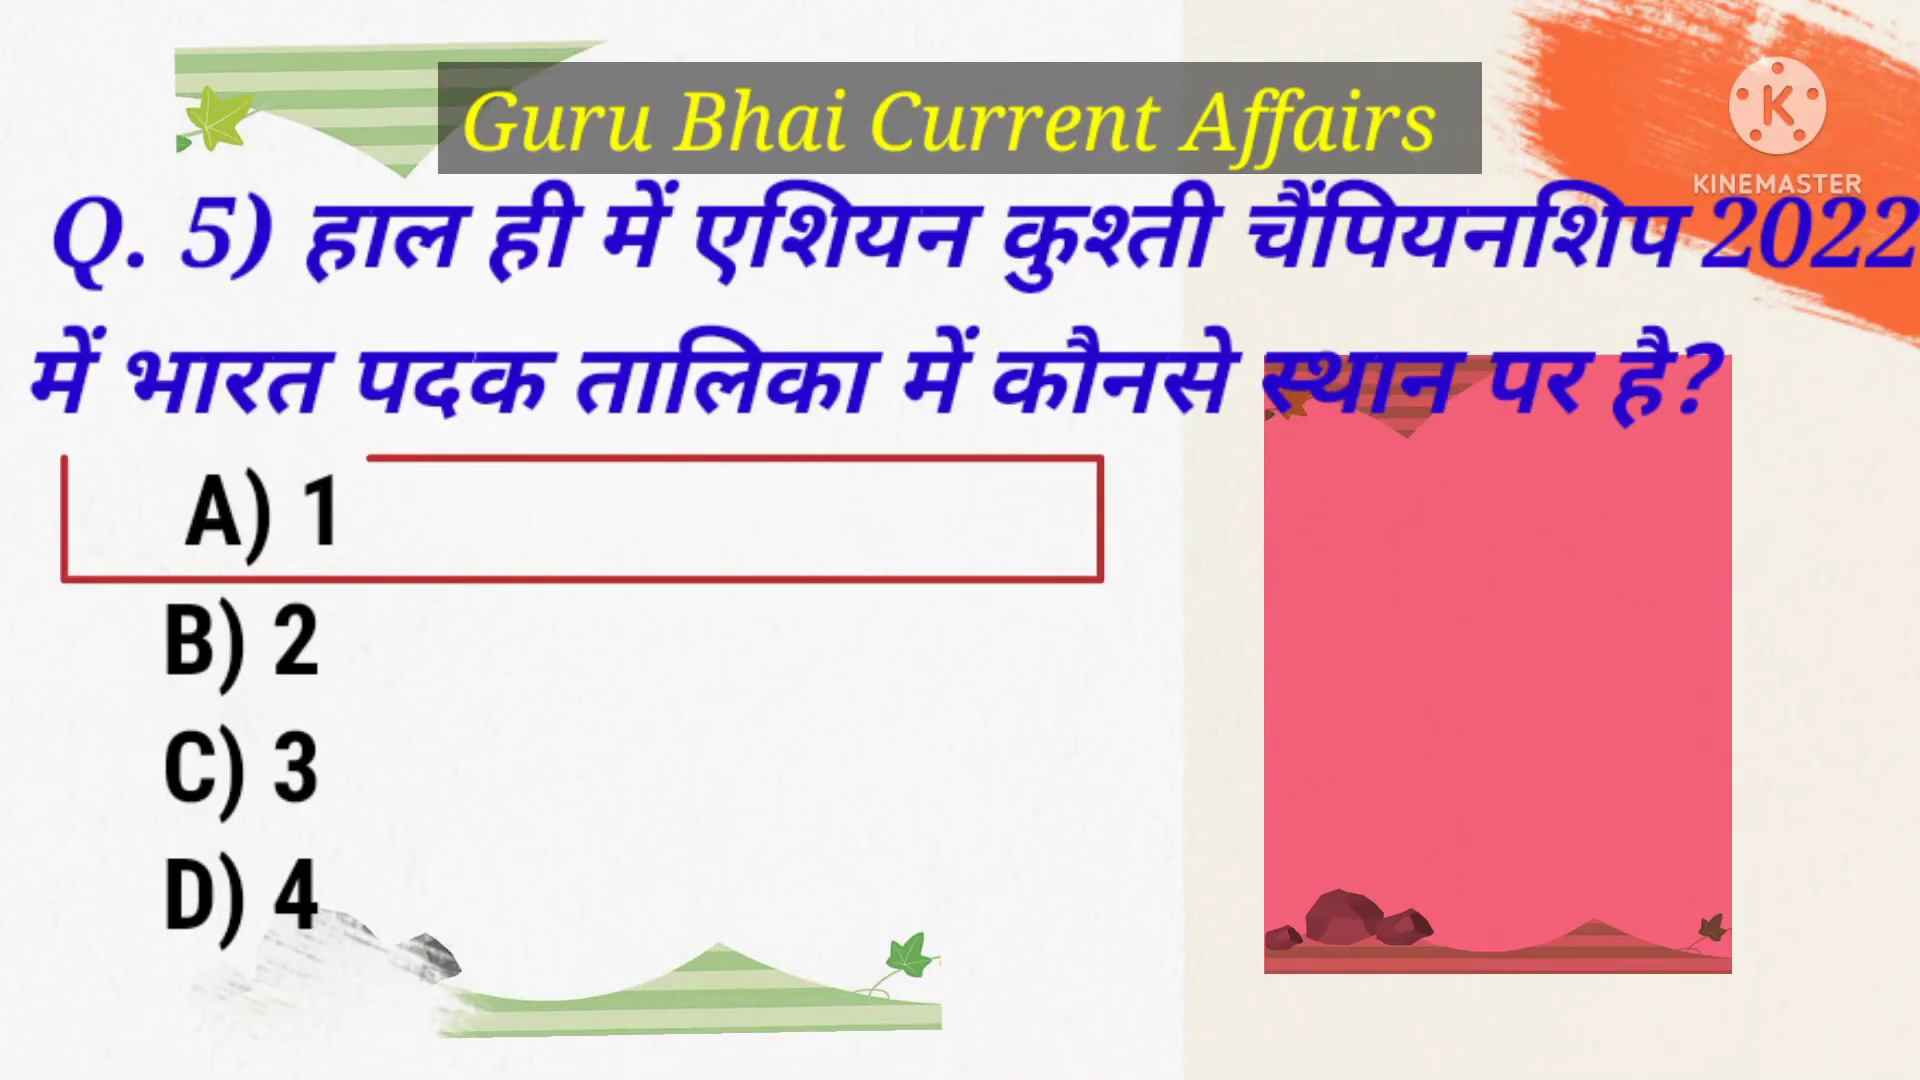 Guru Bhai Current Affairs
KINEMASTER
Q. 5) हाल ही में एशियन कुश्ती चैंपियनशिप 2022
में भारत पदक तालिका में कौनसे स्थान पर है?
A) 1
B) 2
C) 3
D) 4